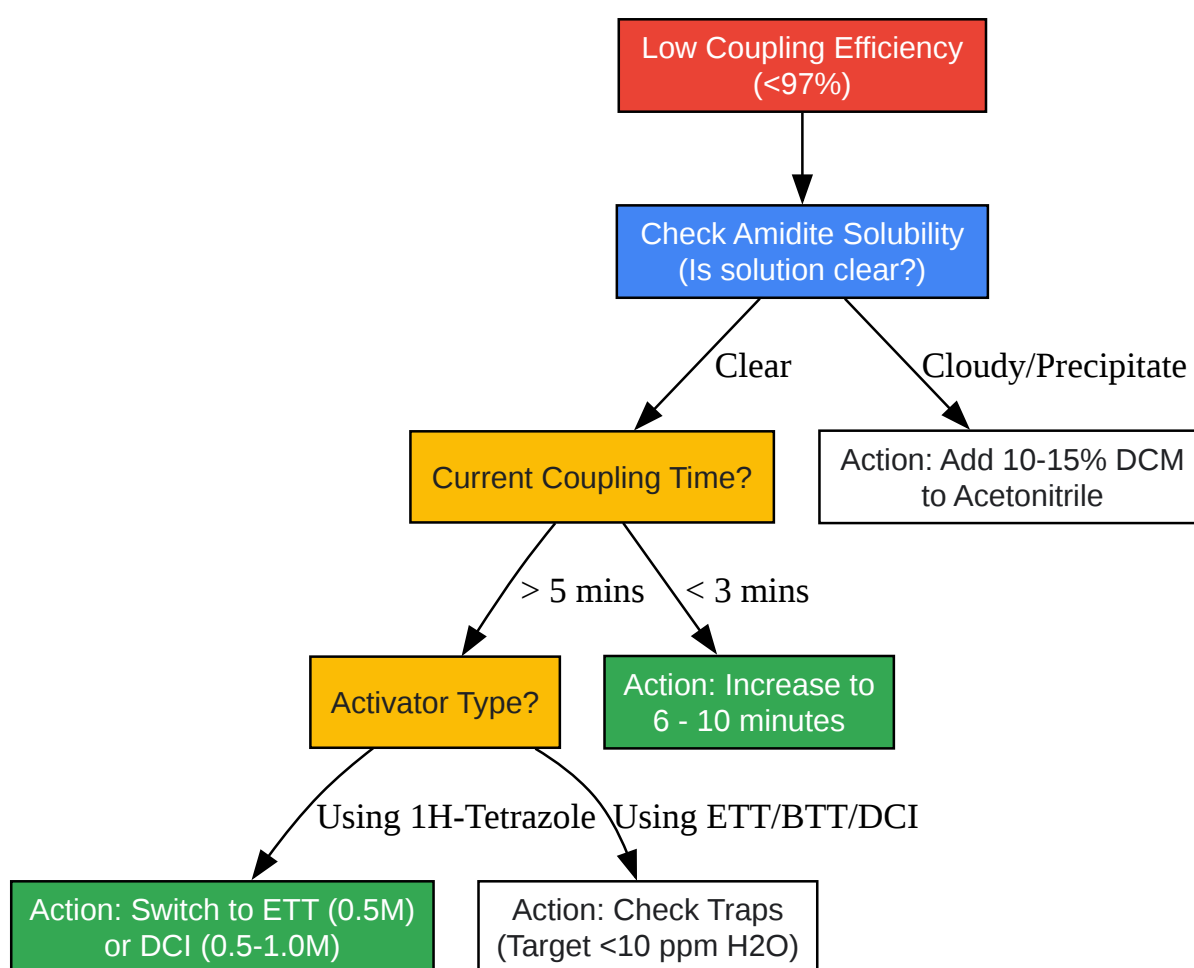 Low Coupling Efficiency
(<97%)
Check Amidite Solubility
(Is solution clear?)
Clear
Cloudy/Precipitate
Current Coupling Time?
Action: Add 10-15% DCM
to Acetonitrile
> 5 mins
< 3 mins
Activator Type?
Action: Increase to
6 - 10 minutes
Using 1H-Tetrazole
Using ETT/BTT/DCI
Action: Switch to ETT (0.5M)
or DCI (0.5-1.0M)
Action: Check Traps
(Target <10 ppm H2O)